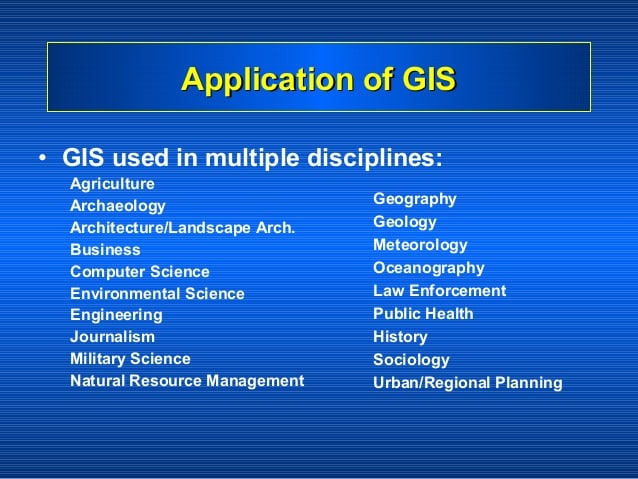 Application of GIS
• GIS used in multiple disciplines:
Agriculture
Archaeology
Architecture/Landscape Arch.
Business
Computer Science
Environmental Science
Engineering
Journalism
Military Science
Natural Resource Management
Geography
Geology
Meteorology
Oceanography
Law Enforcement
Public Health
History
Sociology
Urban/Regional Planning